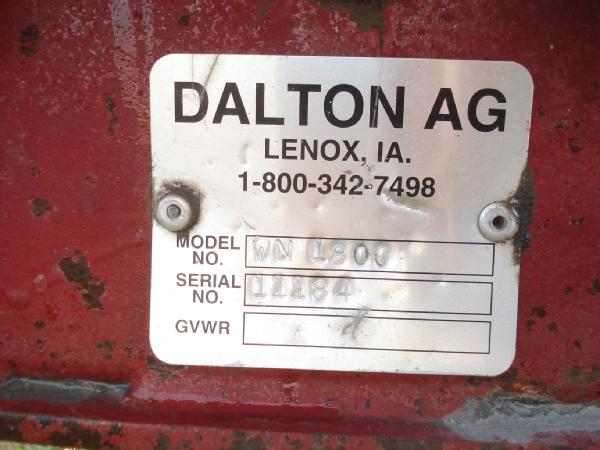 DALTON AG
LENOX, IA.
1-800-342-7498
MODEL NO. WN 1800
SERIAL NO. 11184
GVWR